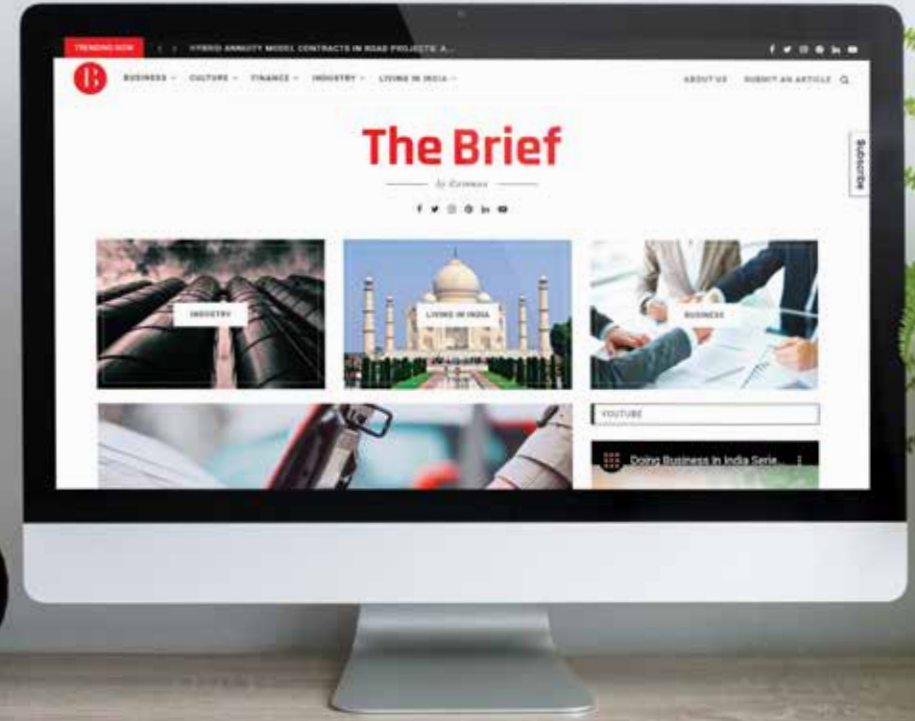 TRENDING NOW HYBRID ANNUITY MODEL CONTRACTS IN ROAD PROJECTS: A...
B BUSINESS CULTURE FINANCE INDUSTRY LIVING IN INDIA ABOUT US SUBMIT AN ARTICLE
The Brief
by
Subscribe
INDUSTRY LIVING IN INDIA BUSINESS
YOUTUBE
Doing Business In India Serie...